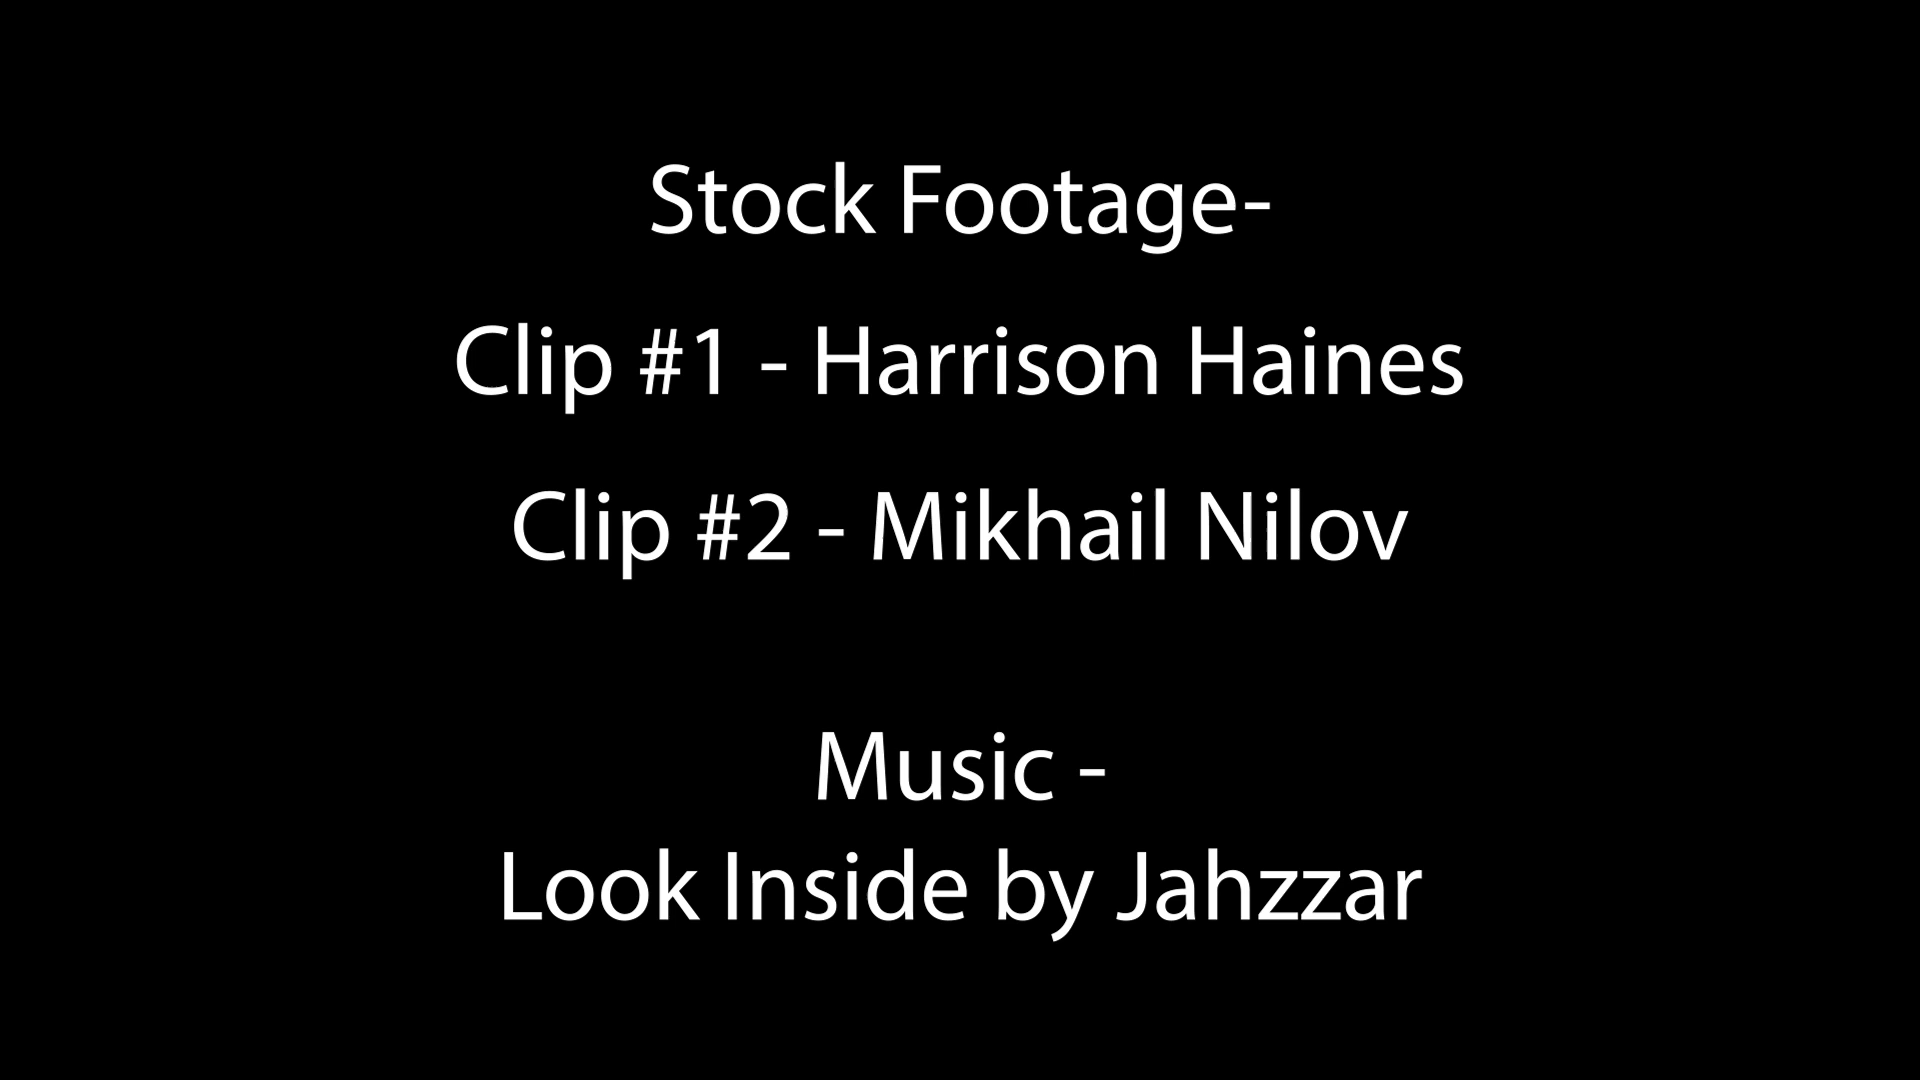 Stock Footage-
Clip #1 - Harrison Haines
Clip #2 - Mikhail Nilov
Music -
Look Inside by Jahzzar